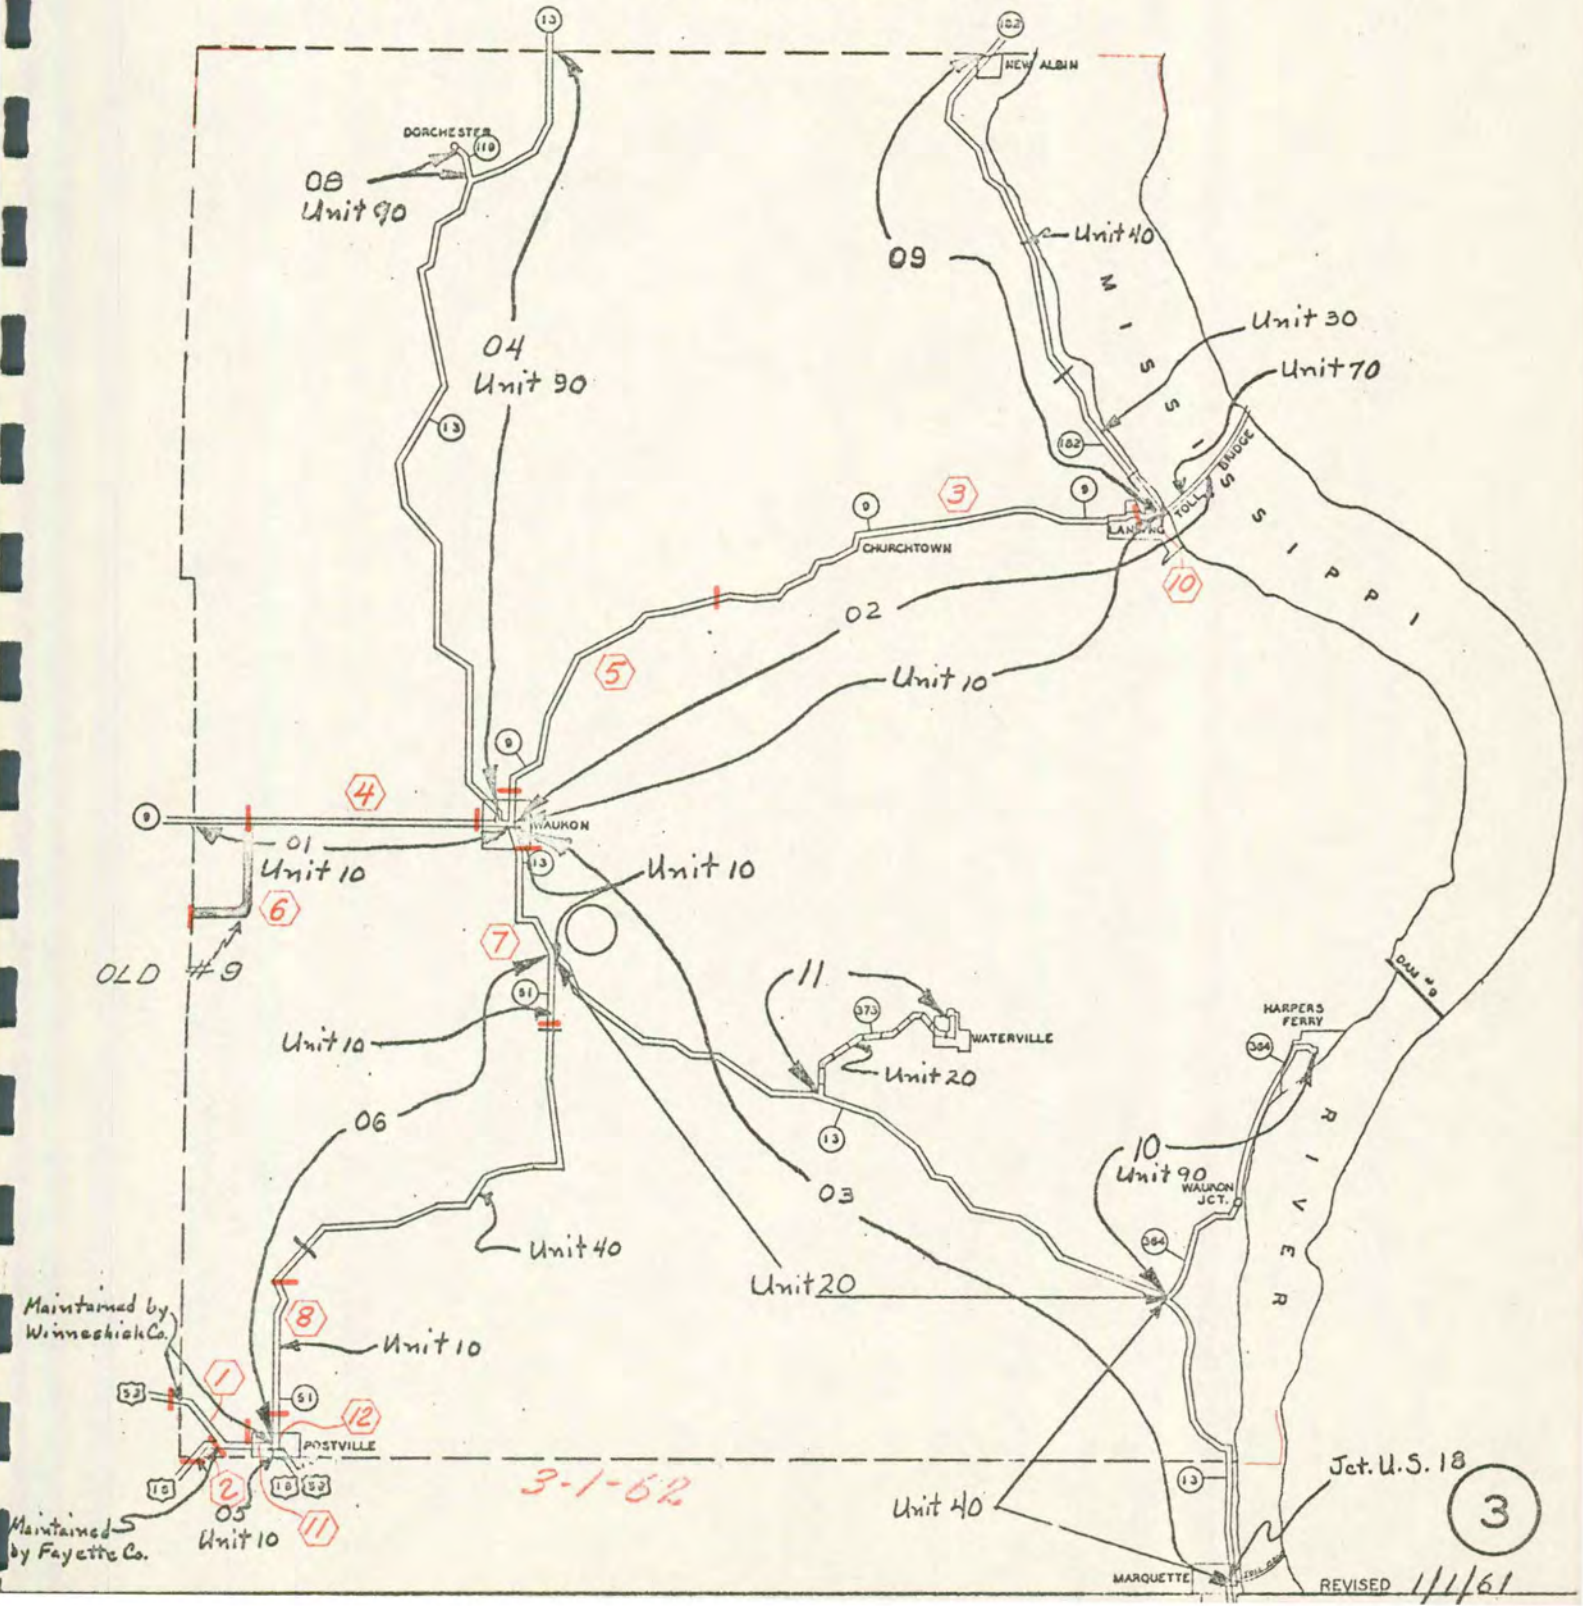 13
182
NEW ALBIN
DORCHESTER
119
08
Unit 90
Unit 40
09
MISSISSIPPI
Unit 30
04
Unit 90
Unit 70
13
182
TOLL BRIDGE
3
9
9
LANSING
CHURCHTOWN
10
02
5
Unit 10
9
4
9
WAUKON
01
Unit 10
13
Unit 10
6
7
OLD #9
11
DAM #9
51
373
HARPERS
FERRY
Unit 10
WATERVILLE
364
Unit 20
06
13
RIVER
10
Unit 90
WAUKON
JCT.
03
364
Unit 40
Unit 20
Maintained by
Winneshiek Co.
8
Unit 10
1
52
51
12
POSTVILLE
18
2
18
52
3-1-62
13
Jct. U.S. 18
05
Unit 10
11
Unit 40
3
Maintained
by Fayette Co.
MARQUETTE
REVISED 1/1/61